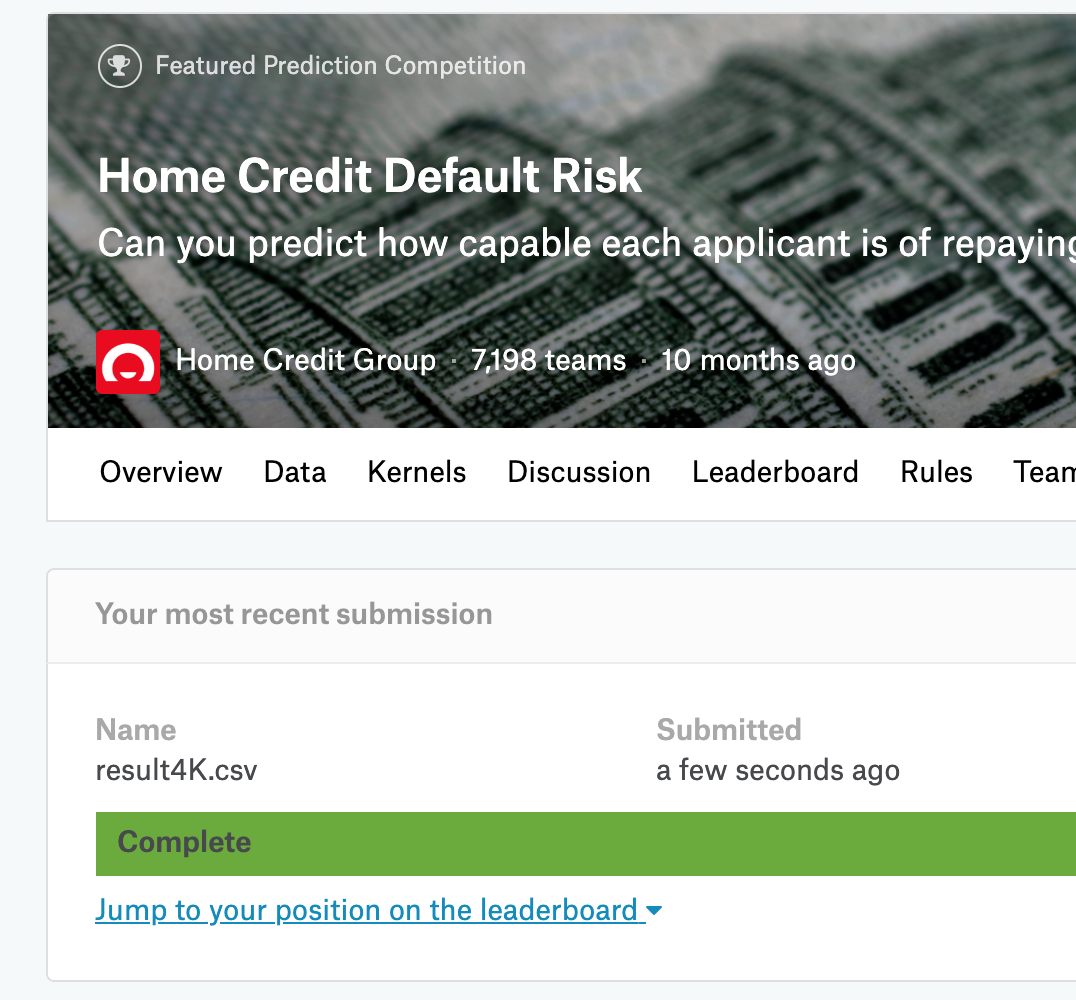 Featured Prediction Competition
Home Credit Default Risk
Can you predict how capable each applicant is of repaying
Home Credit Group · 7,198 teams · 10 months ago
Overview Data Kernels Discussion Leaderboard Rules Team
Your most recent submission
Name Submitted
result4K.csv a few seconds ago
Complete
Jump to your position on the leaderboard